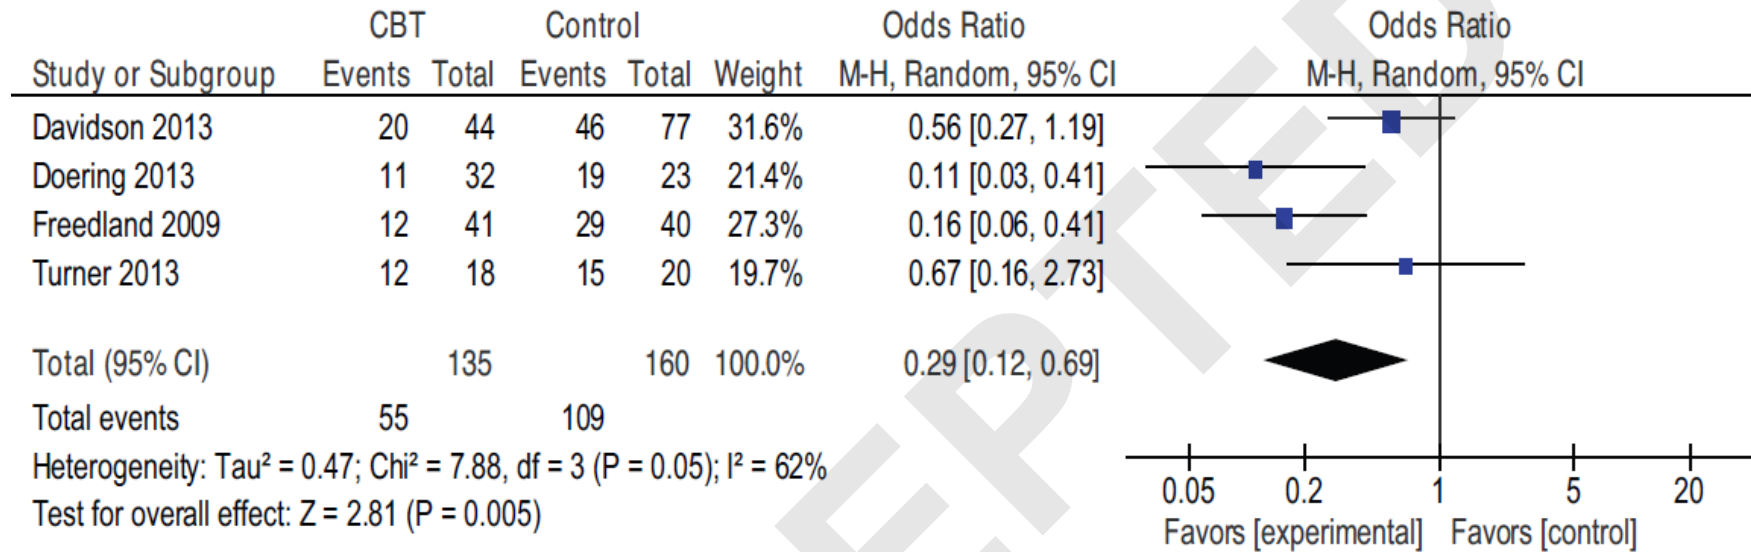 CBT Control Odds Ratio Odds Ratio
Study or Subgroup Events Total Events Total Weight M-H, Random, 95% CI M-H, Random, 95% CI
Davidson 2013 20 44 46 77 31.6% 0.56 [0.27, 1.19]
Doering 2013 11 32 19 23 21.4% 0.11 [0.03, 0.41]
Freedland 2009 12 41 29 40 27.3% 0.16 [0.06, 0.41]
Turner 2013 12 18 15 20 19.7% 0.67 [0.16, 2.73]
Total (95% CI) 135 160 100.0% 0.29 [0.12, 0.69]
Total events 55 109
Heterogeneity: Tau² = 0.47; Chi² = 7.88, df = 3 (P = 0.05); I² = 62%
Test for overall effect: Z = 2.81 (P = 0.005)
0.05 0.2 1 5 20
Favors [experimental] Favors [control]
EPTED